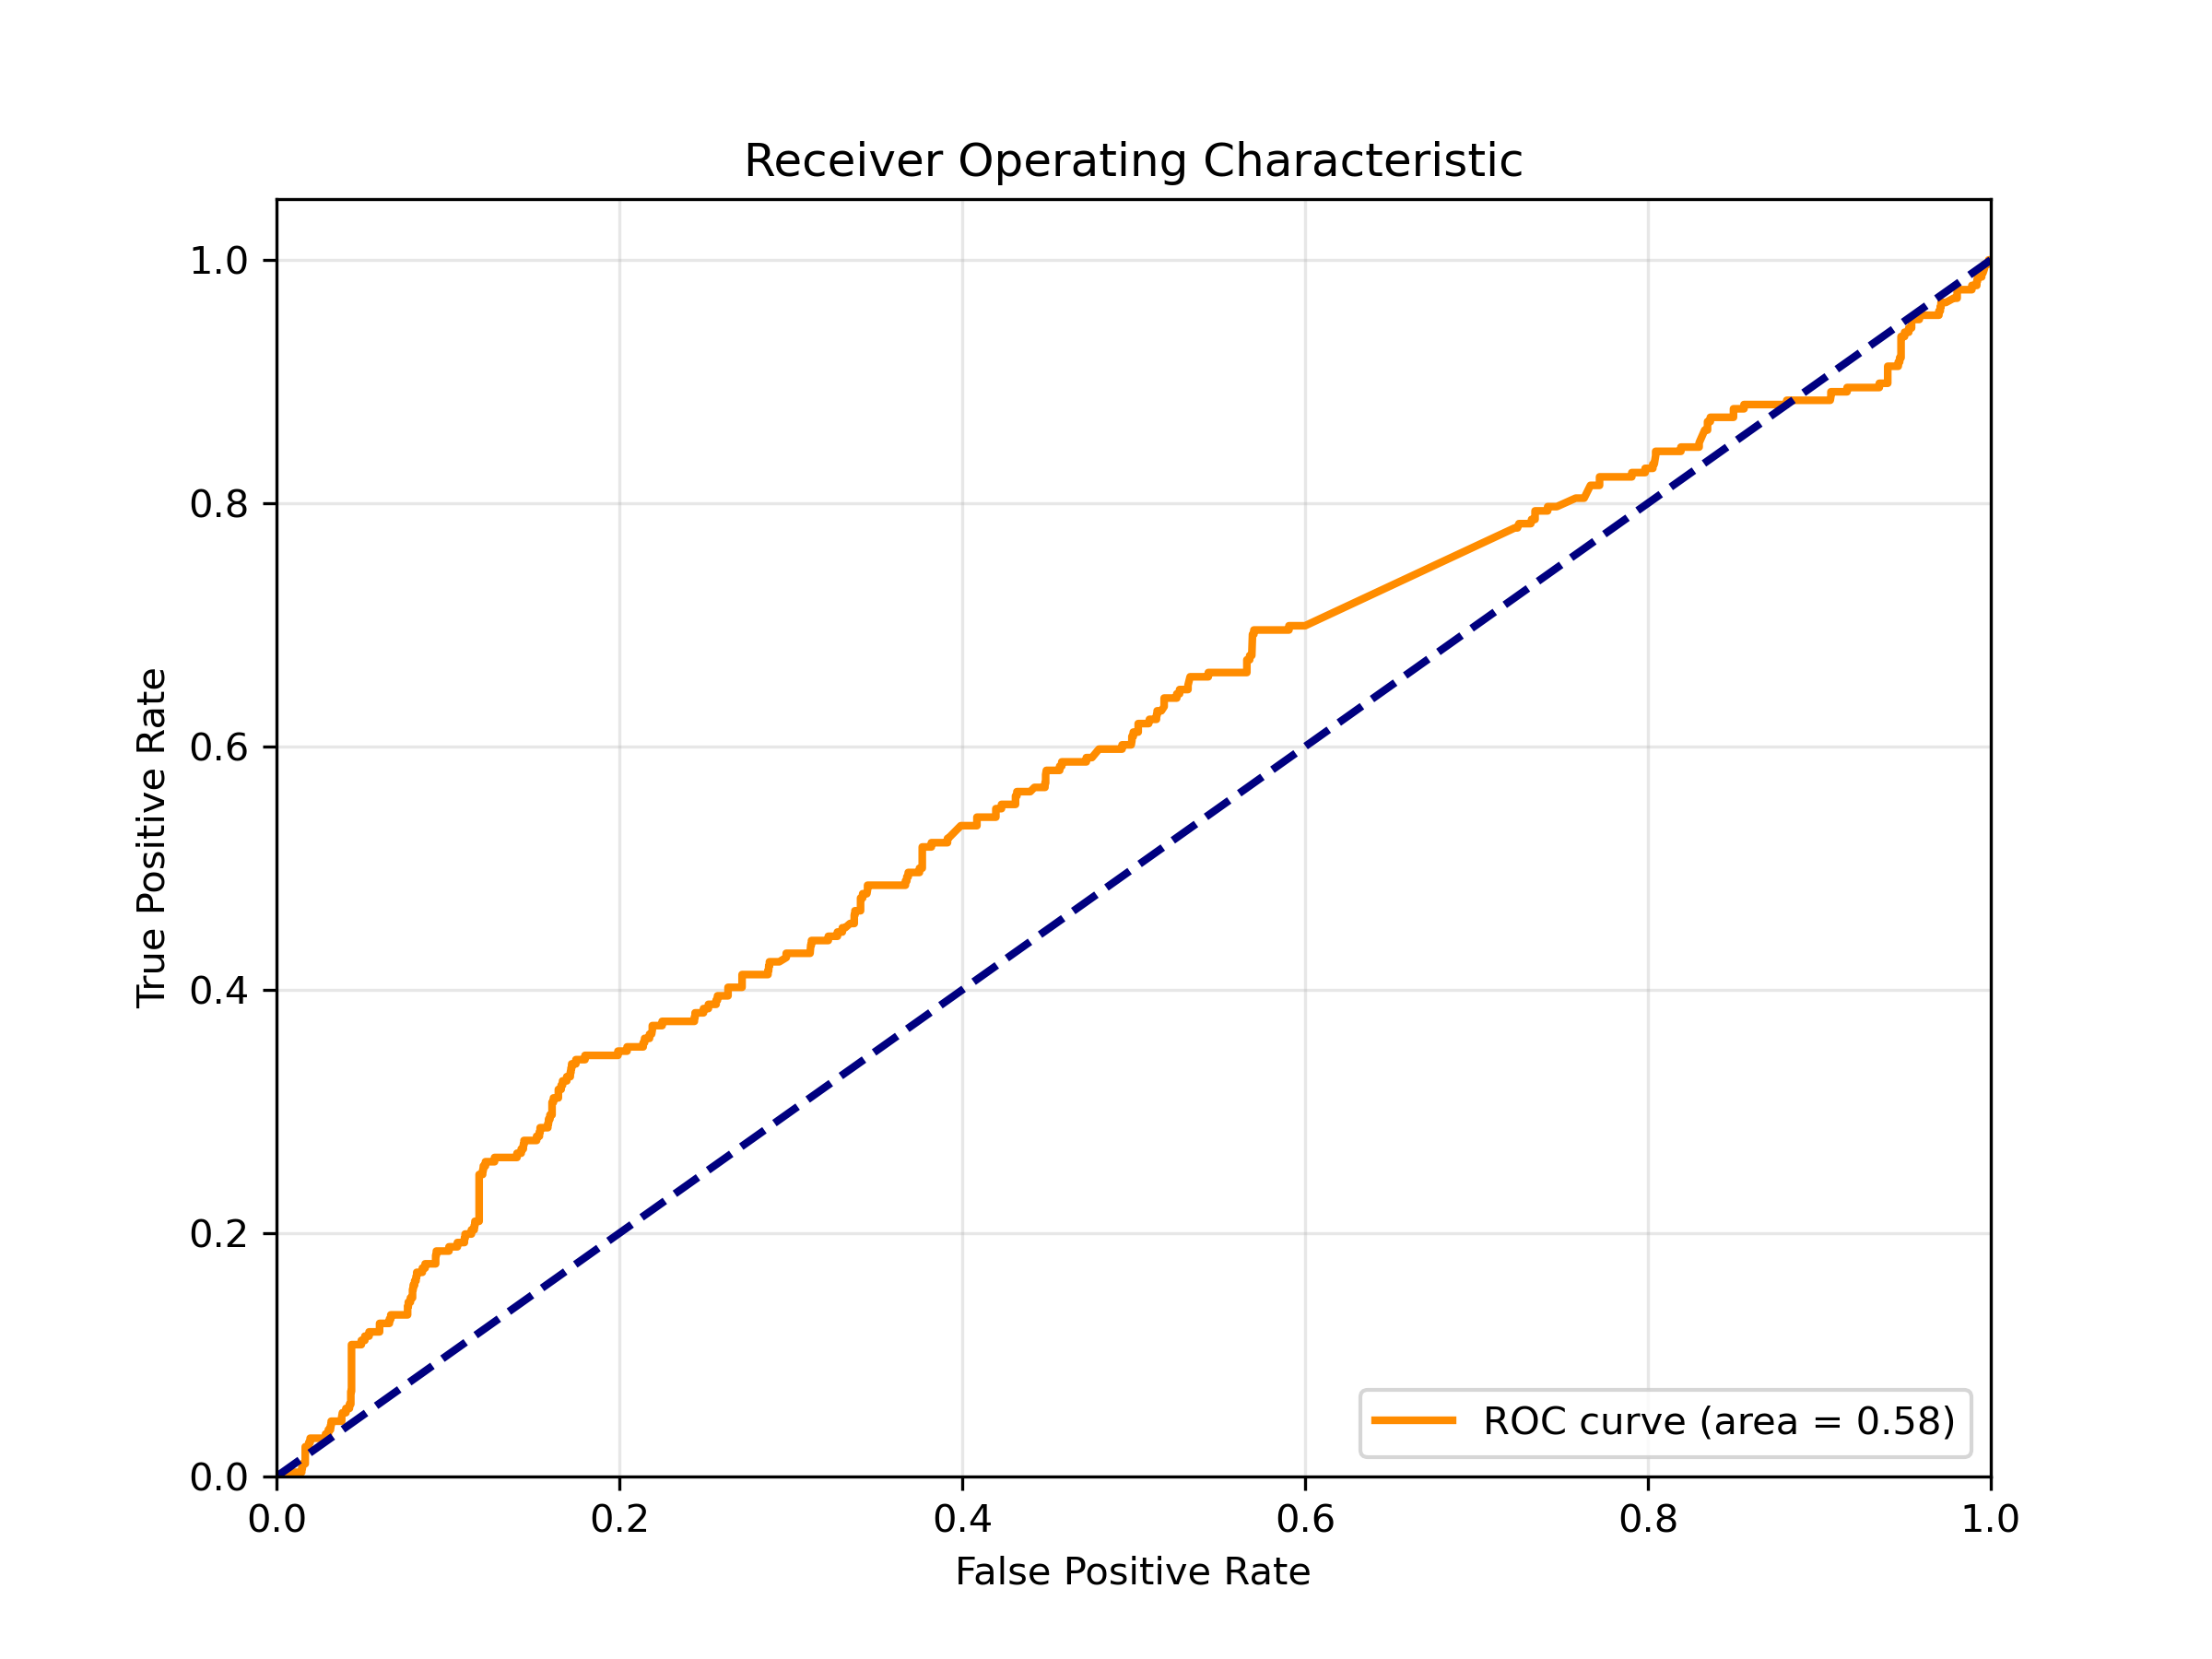 Receiver Operating Characteristic
1.0
0.8
0.6
0.4
0.2
0.0
True Positive Rate
ROC curve (area = 0.58)
0.0 0.2 0.4 0.6 0.8 1.0
False Positive Rate